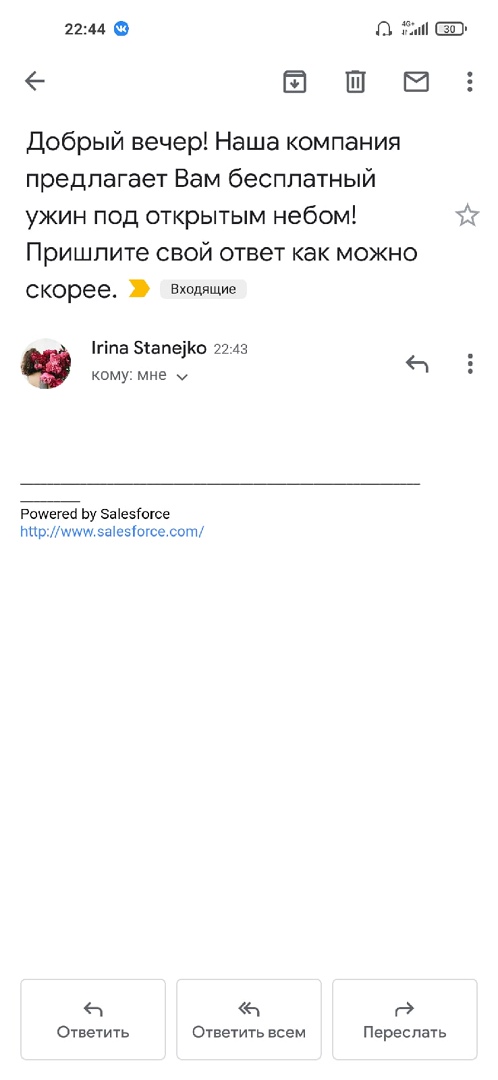 22:44
4G+
30
Добрый вечер! Наша компания
предлагает Вам бесплатный
ужин под открытым небом!
Пришлите свой ответ как можно
скорее. Входящие
Irina Stanejko 22:43
кому: мне
Powered by Salesforce
http://www.salesforce.com/
Ответить
Ответить всем
Переслать